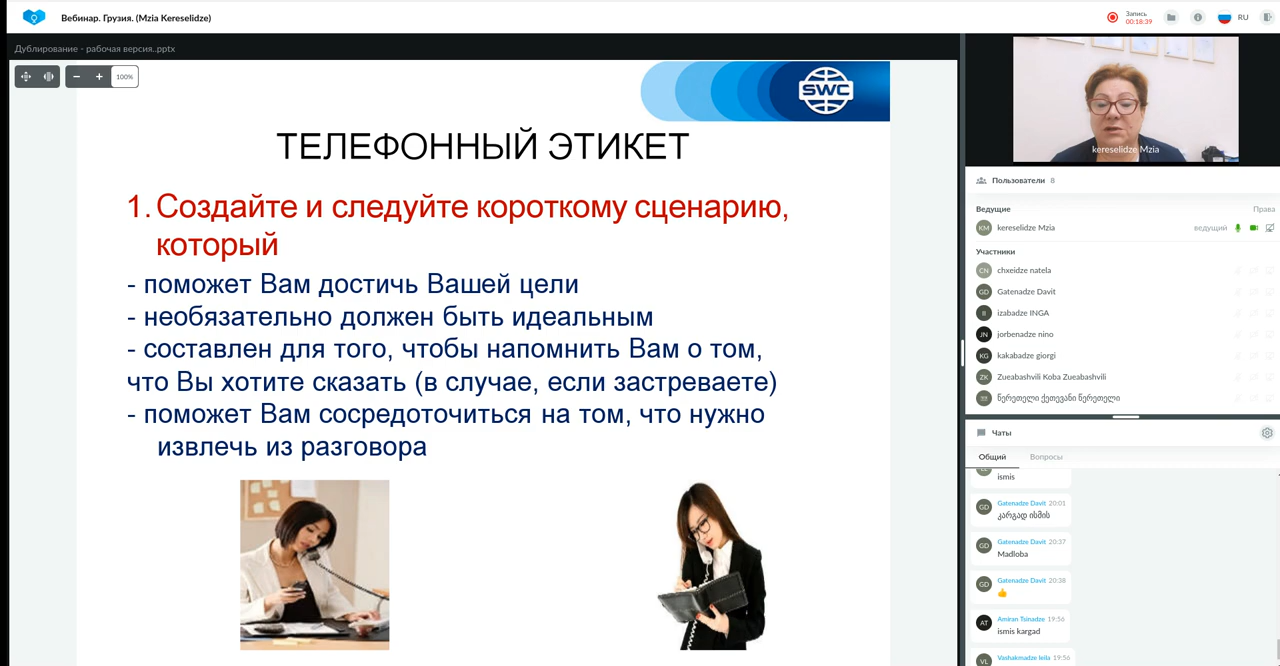 Вебинар. Грузия. (Mzia Kereselidze)
Запись
00:18:39
RU
Дублирование - рабочая версия..pptx
100%
SWC
ТЕЛЕФОННЫЙ ЭТИКЕТ
1. Создайте и следуйте короткому сценарию,
который
- поможет Вам достичь Вашей цели
- необязательно должен быть идеальным
- составлен для того, чтобы напомнить Вам о том,
что Вы хотите сказать (в случае, если застреваете)
- поможет Вам сосредоточиться на том, что нужно
извлечь из разговора
kereselidze Mzia
Пользователи 8
Ведущие Права
KM kereselidze Mzia ведущий
Участники
CN chxeidze natela
GD Gatenadze Davit
II izabadze INGA
JN jorbenadze nino
KG kakabadze giorgi
ZK Zueabashvili Koba Zueabashvili
წერეთელი ქეთევანი წერეთელი
Чаты
Общий Вопросы
ismis
Gatenadze Davit 20:01
GD კარგად ისმის
Gatenadze Davit 20:37
GD Madloba
Gatenadze Davit 20:38
GD 👍
Amiran Tsinadze 19:56
AT ismis kargad
Vashakmadze leila 19:56
VL